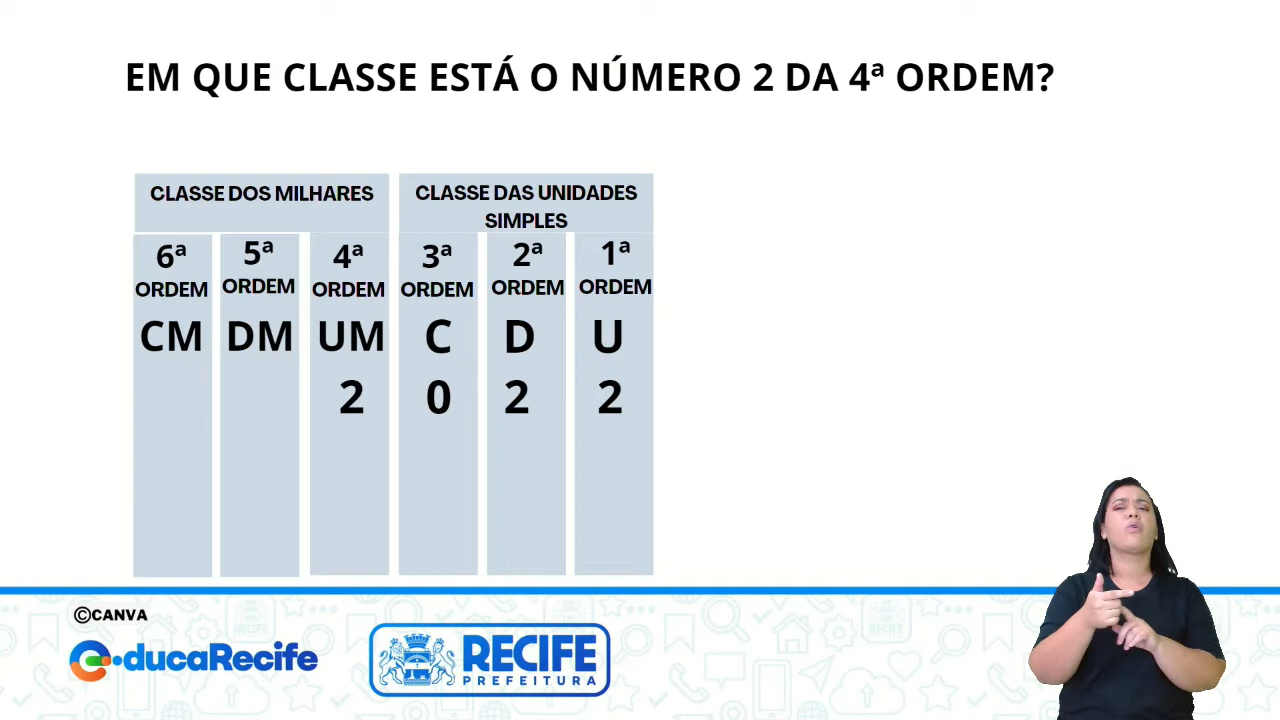 EM QUE CLASSE ESTÁ O NÚMERO 2 DA 4ª ORDEM?
CLASSE DOS MILHARES
CLASSE DAS UNIDADES
SIMPLES
6ª 5ª 4ª 3ª 2ª 1ª
ORDEM ORDEM ORDEM ORDEM ORDEM ORDEM
CM DM UM C D U
2 0 2 2
©CANVA
EducaRecife
RECIFE
PREFEITURA